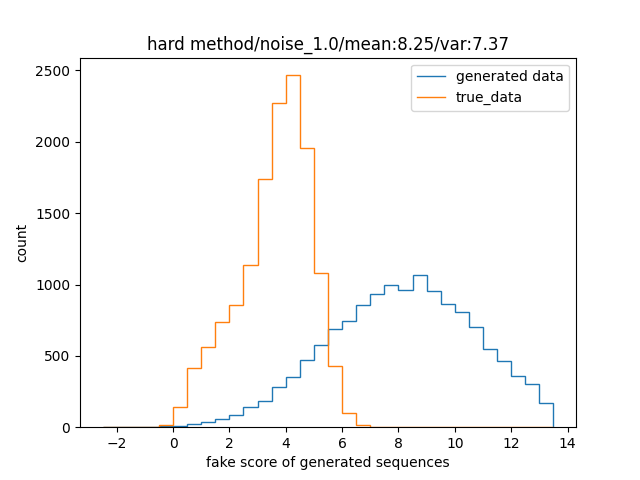 hard method/noise_1.0/mean:8.25/var:7.37
generated data
true_data
2500
2000
1500
1000
500
0
count
−2 0 2 4 6 8 10 12 14
fake score of generated sequences